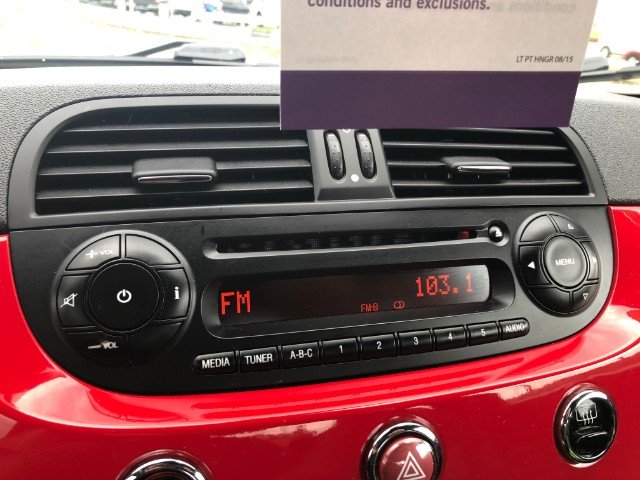 conditions and exclusions.
LT PT HNGR 08/15
+ VOL
i
– VOL
FM
103.1
FM-B
MENU
MEDIA TUNER A-B-C 1 2 3 4 5 AUDIO